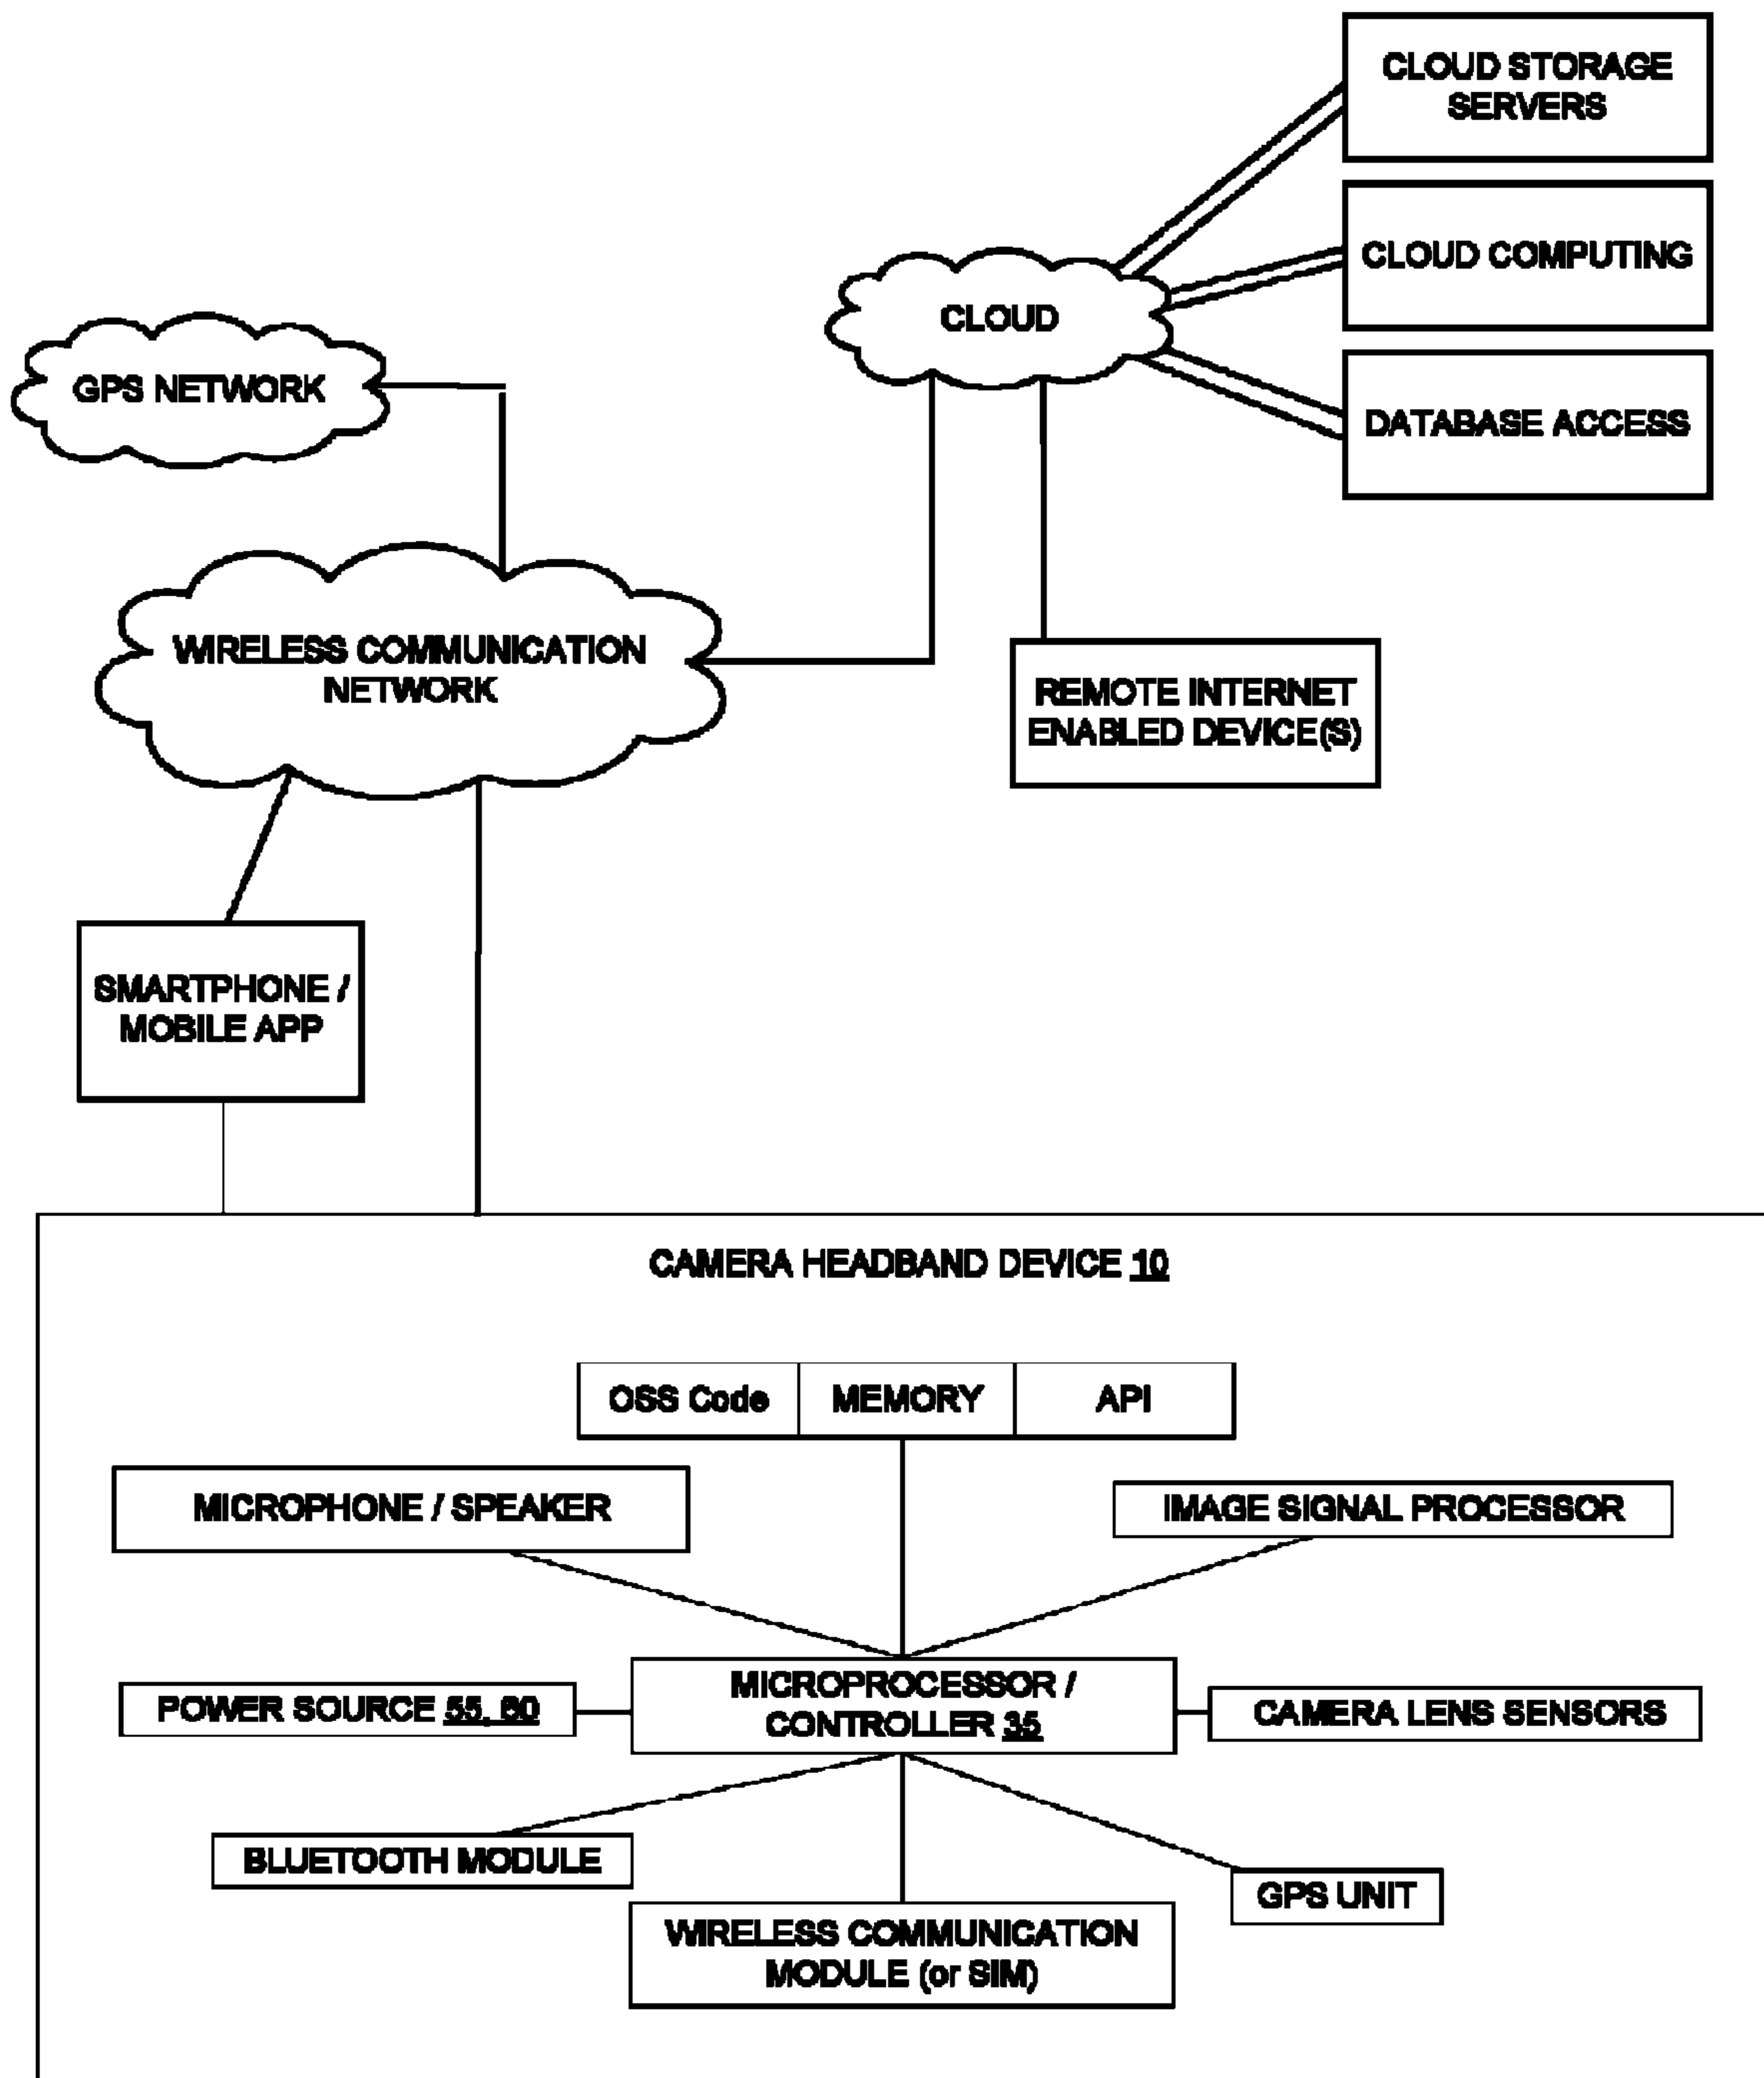 CLOUD STORAGE
SERVERS
CLOUD COMPUTING
CLOUD
GPS NETWORK
DATABASE ACCESS
WIRELESS COMMUNICATION
NETWORK
REMOTE INTERNET
ENABLED DEVICE(S)
SMARTPHONE /
MOBILE APP
CAMERA HEADBAND DEVICE 10
OSS Code
MEMORY
API
MICROPHONE / SPEAKER
IMAGE SIGNAL PROCESSOR
MICROPROCESSOR /
CONTROLLER 35
POWER SOURCE 55, 60
CAMERA LENS SENSORS
BLUETOOTH MODULE
GPS UNIT
WIRELESS COMMUNICATION
MODULE (or SIM)